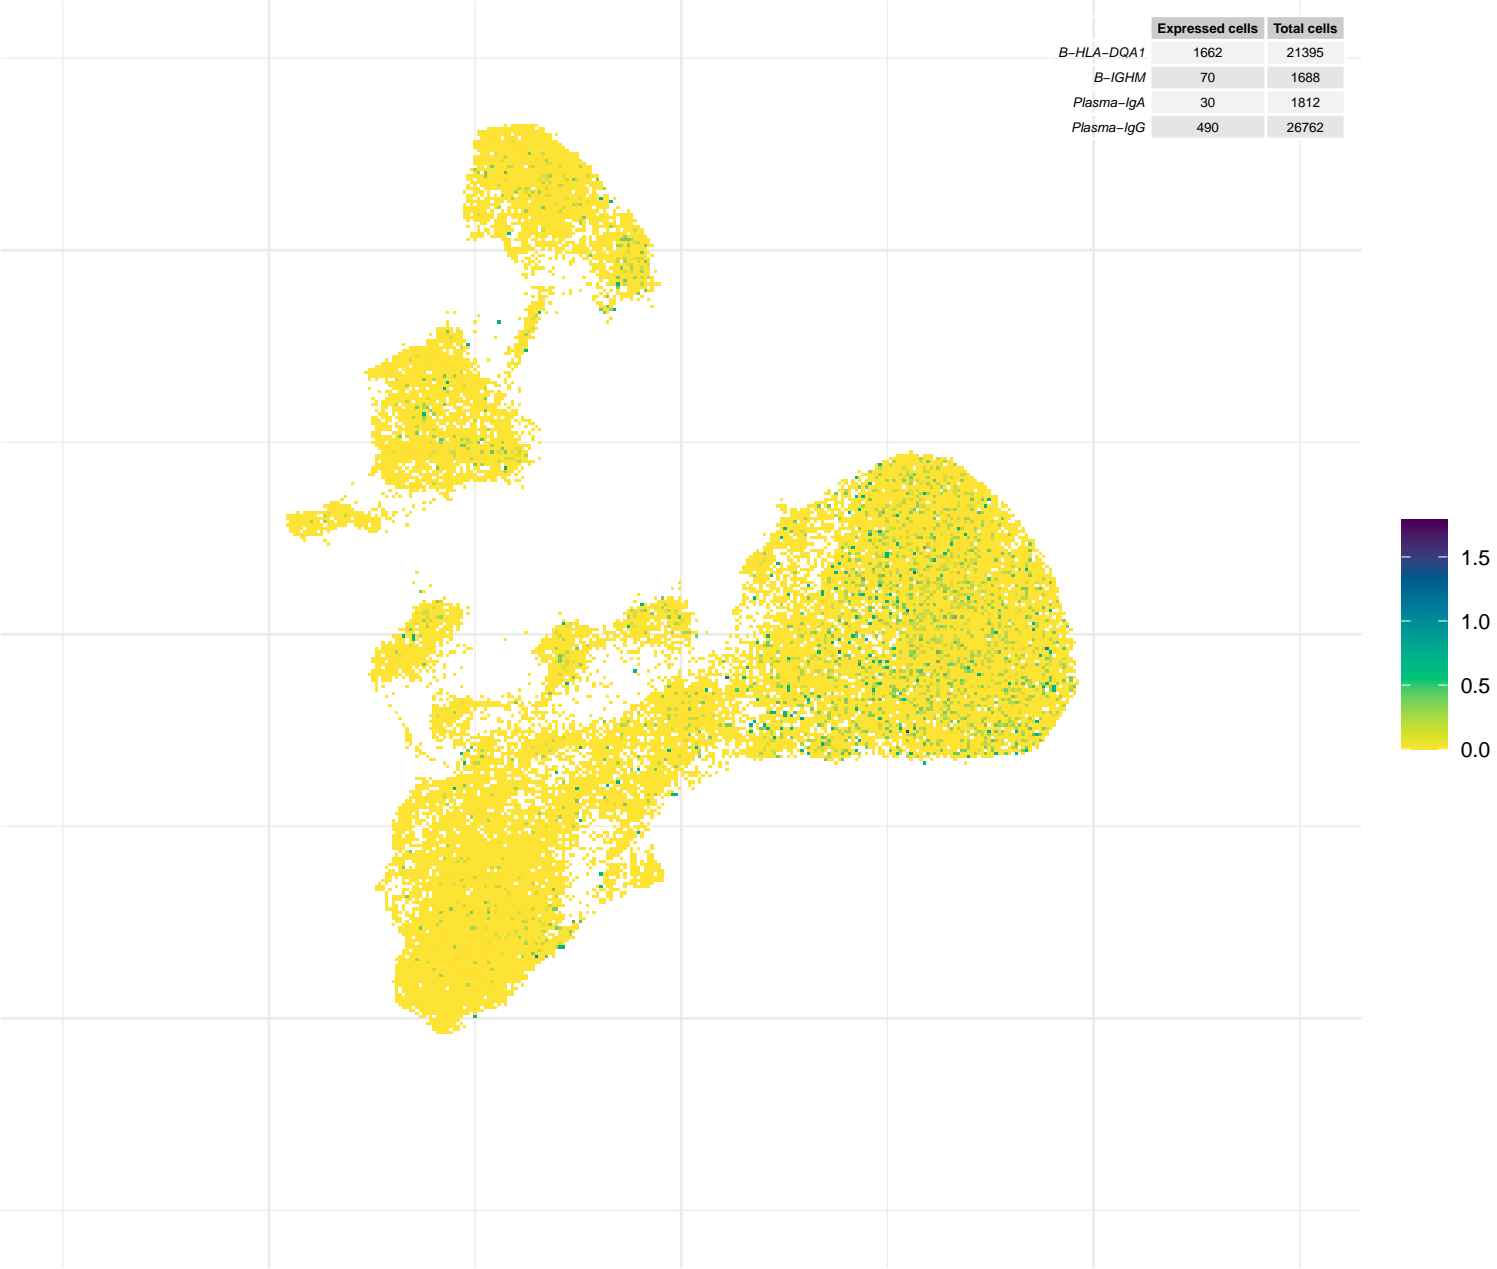 Expressed cells Total cells
B−HLA−DQA1 1662 21395
B−IGHM 70 1688
Plasma−IgA 30 1812
Plasma−IgG 490 26762
1.5
1.0
0.5
0.0